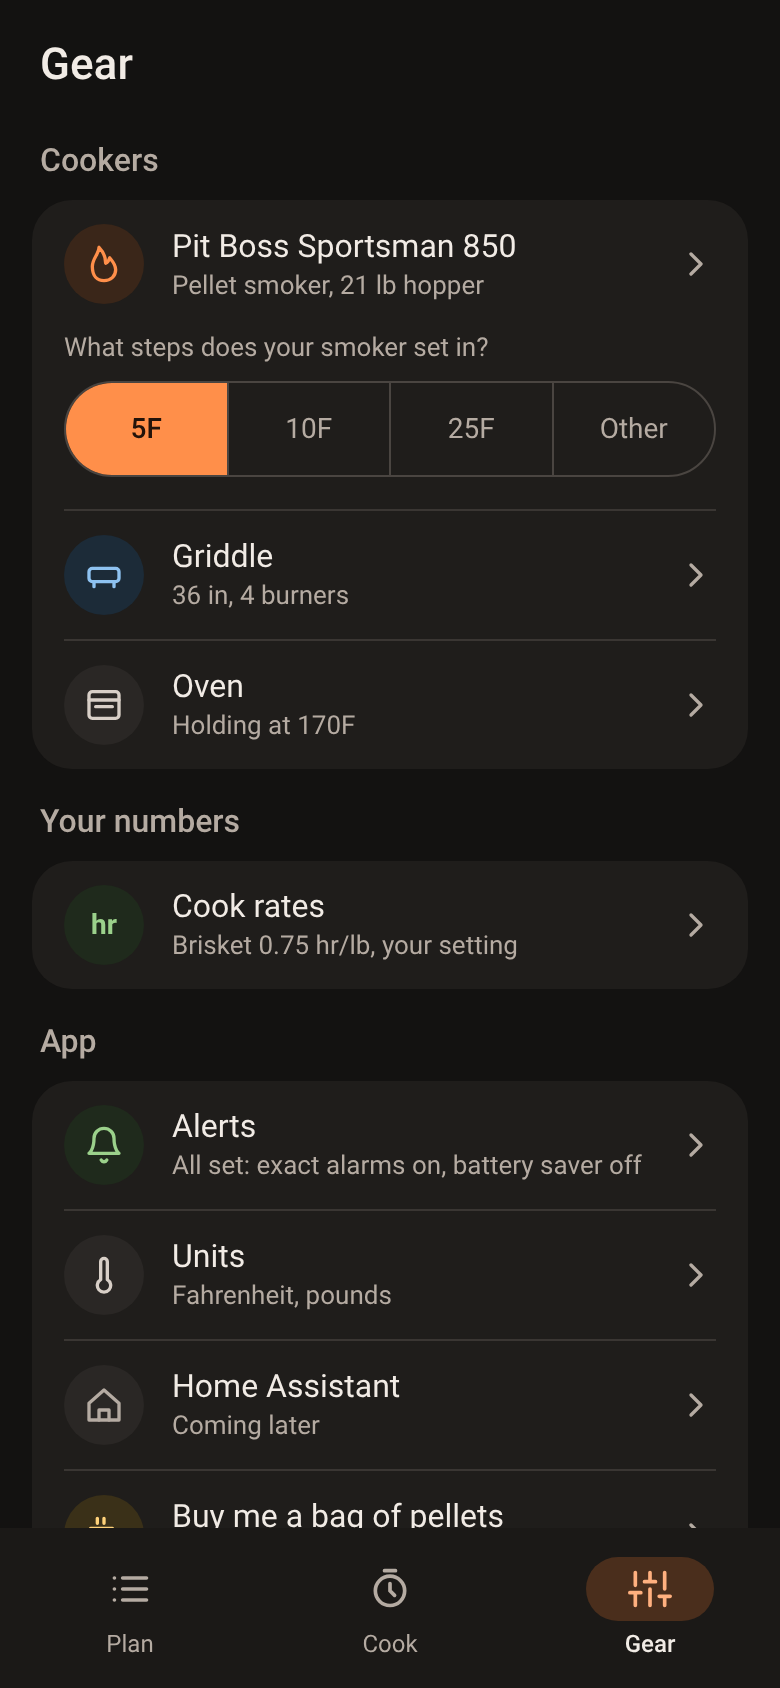 Gear
Cookers
Pit Boss Sportsman 850
Pellet smoker, 21 lb hopper
What steps does your smoker set in?
5F
10F
25F
Other
Griddle
36 in, 4 burners
Oven
Holding at 170F
Your numbers
hr
Cook rates
Brisket 0.75 hr/lb, your setting
App
Alerts
All set: exact alarms on, battery saver off
Units
Fahrenheit, pounds
Home Assistant
Coming later
Buy me a bag of pellets
Plan
Cook
Gear